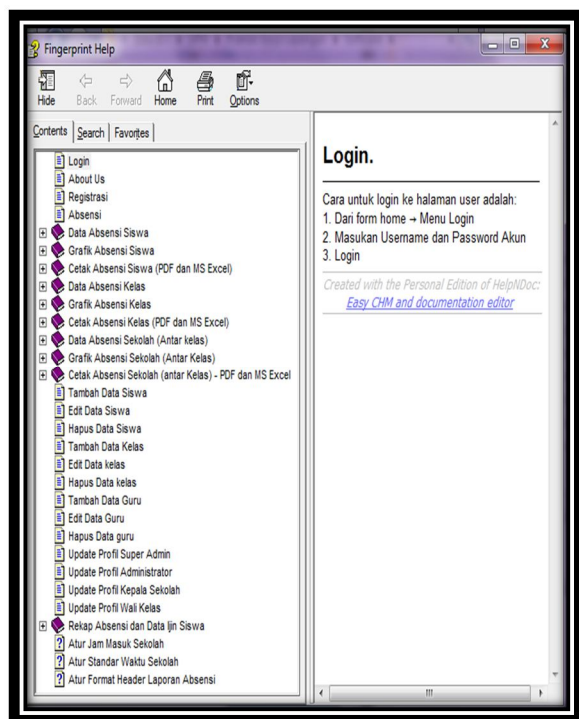 Fingerprint Help
Hide Back Forward Home Print Options
Contents Search Favorites
Login
About Us
Registrasi
Absensi
Data Absensi Siswa
Grafik Absensi Siswa
Cetak Absensi Siswa (PDF dan MS Excel)
Data Absensi Kelas
Grafik Absensi Kelas
Cetak Absensi Kelas (PDF dan MS Excel)
Data Absensi Sekolah (Antar kelas)
Grafik Absensi Sekolah (Antar Kelas)
Cetak Absensi Sekolah (antar Kelas) - PDF dan MS Excel
Tambah Data Siswa
Edit Data Siswa
Hapus Data Siswa
Tambah Data Kelas
Edit Data kelas
Hapus Data kelas
Tambah Data Guru
Edit Data Guru
Hapus Data guru
Update Profil Super Admin
Update Profil Administrator
Update Profil Kepala Sekolah
Update Profil Wali Kelas
Rekap Absensi dan Data Ijin Siswa
Atur Jam Masuk Sekolah
Atur Standar Waktu Sekolah
Atur Format Header Laporan Absensi
Login.
Cara untuk login ke halaman user adalah:
1. Dari form home → Menu Login
2. Masukan Username dan Password Akun
3. Login
Created with the Personal Edition of HelpNDoc:
Easy CHM and documentation editor